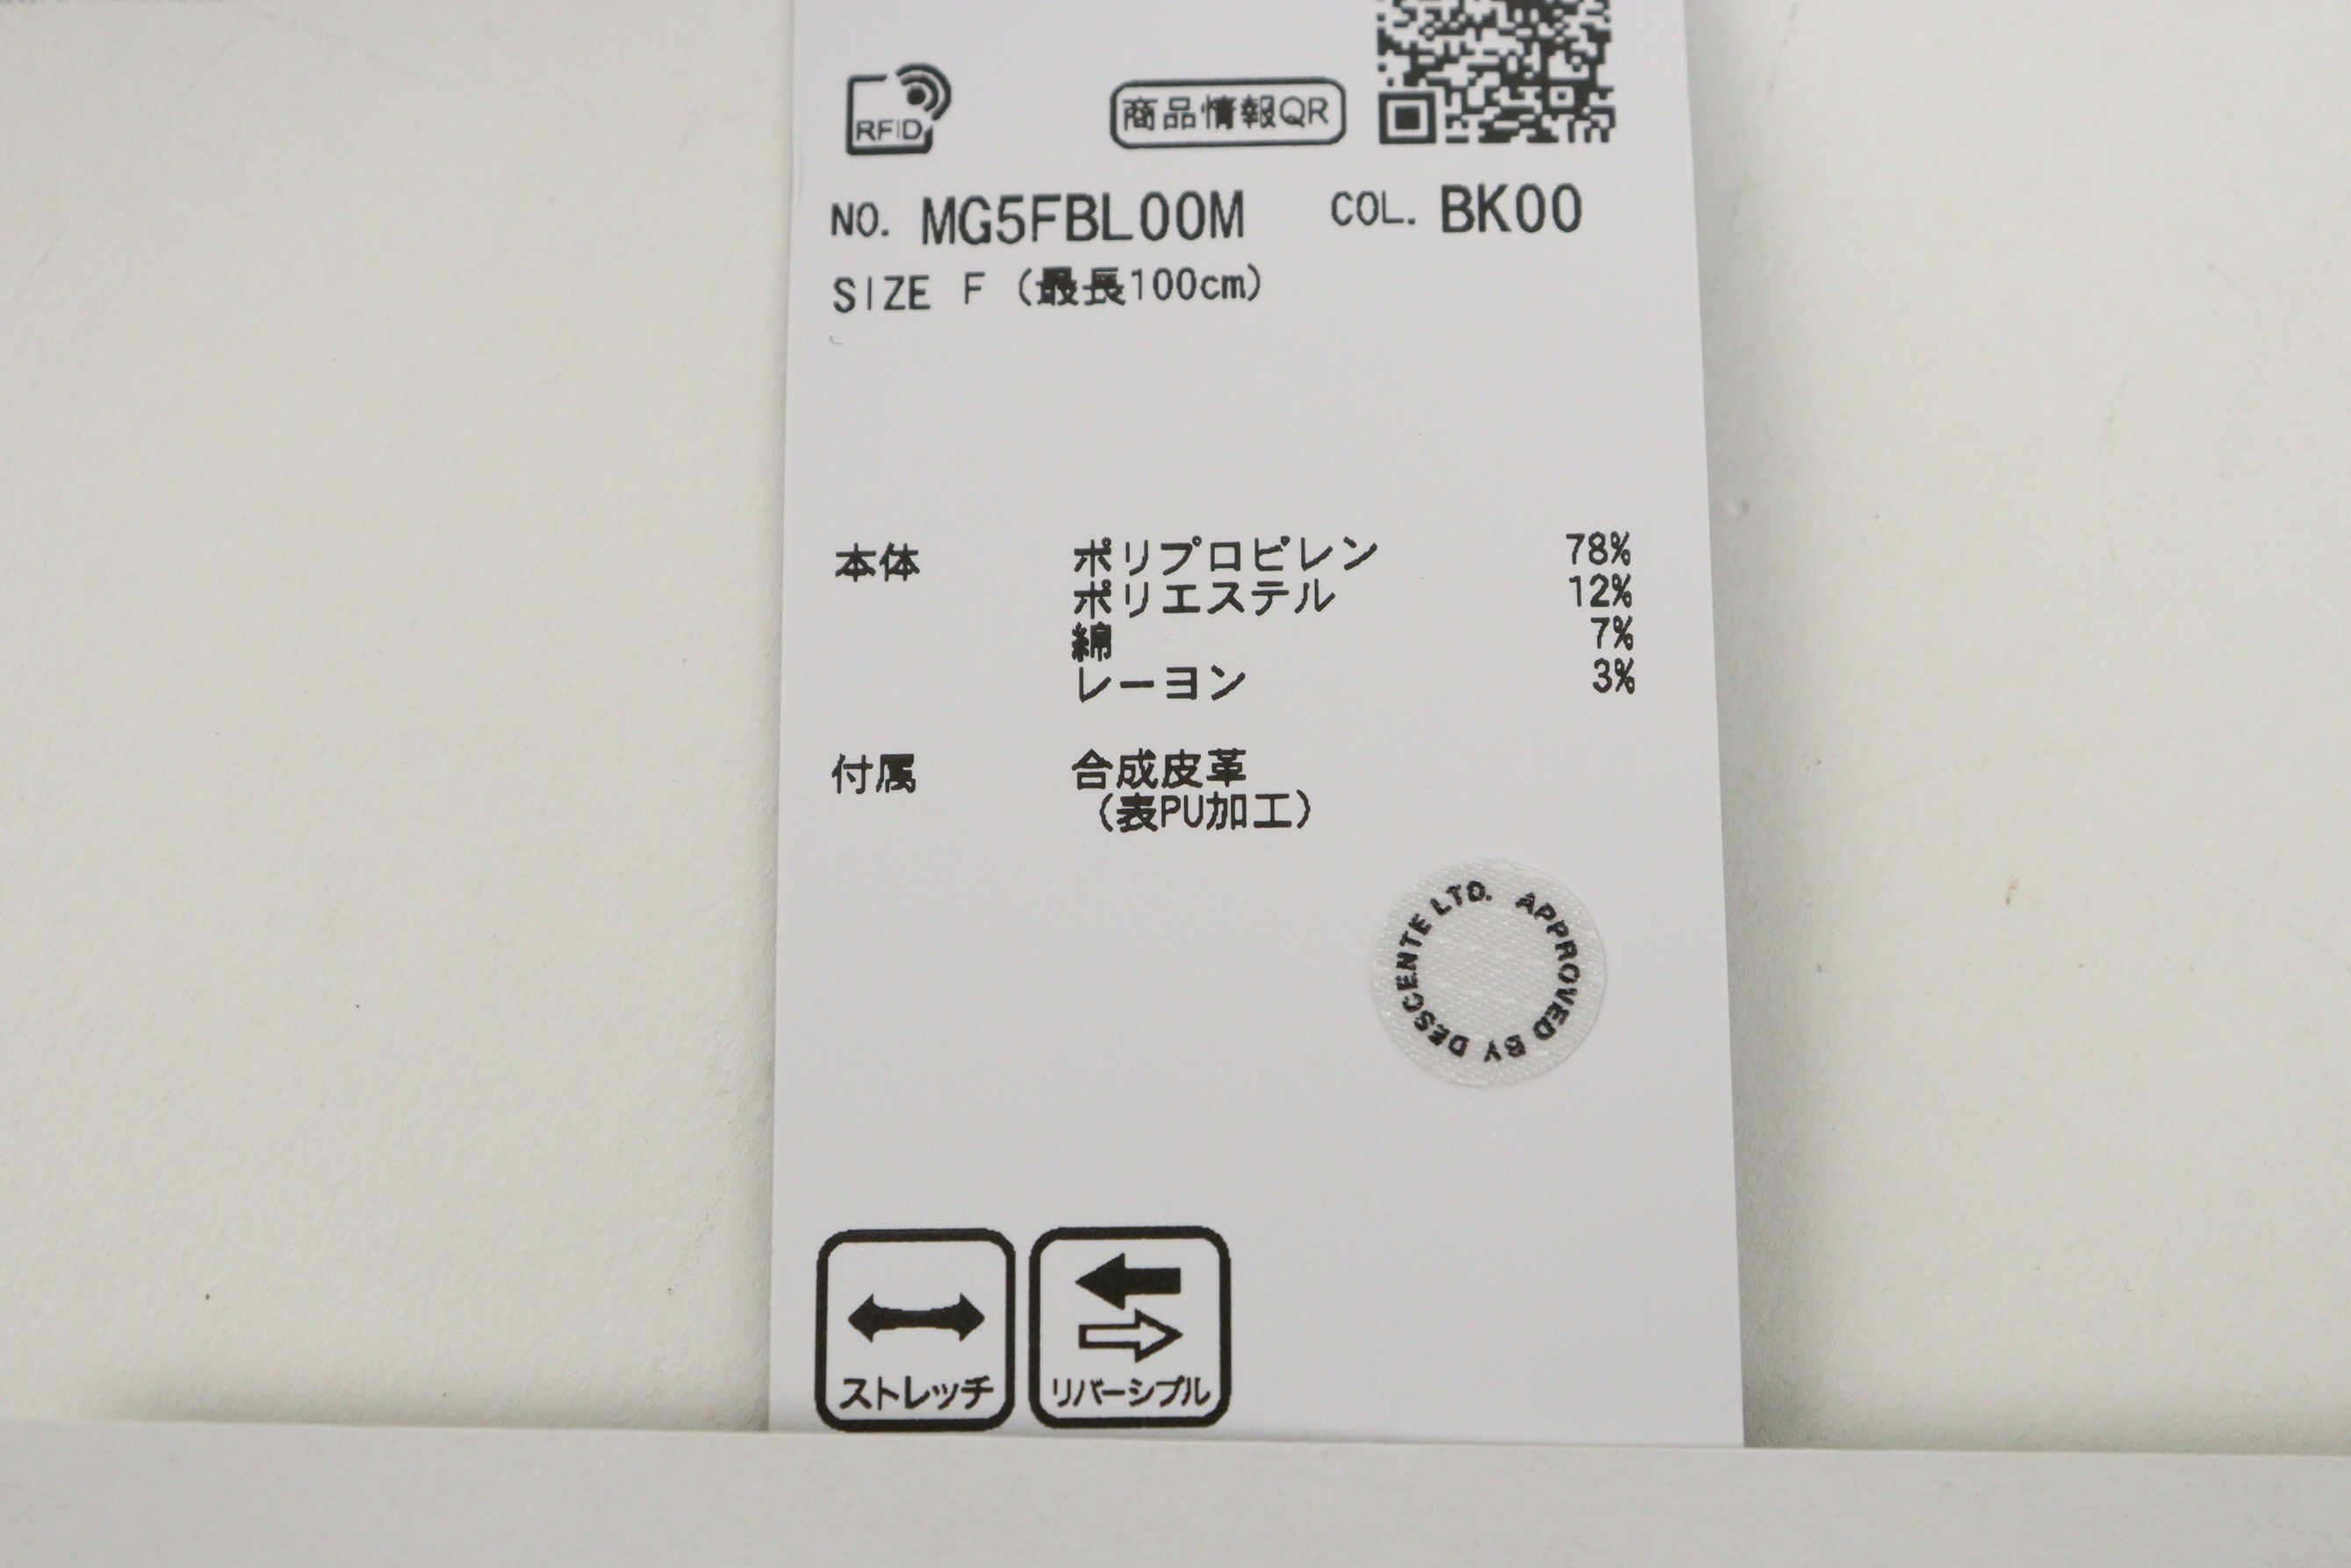 RFID
商品情報QR
NO. MG5FBL00M COL. BK00
SIZE F (最長100cm)
本体 ポリプロピレン 78%
ポリエステル 12%
綿 7%
レーヨン 3%
付属 合成皮革
(表PU加工)
APPROVED BY DESCENTE LTD.
ストレッチ
リバーシブル